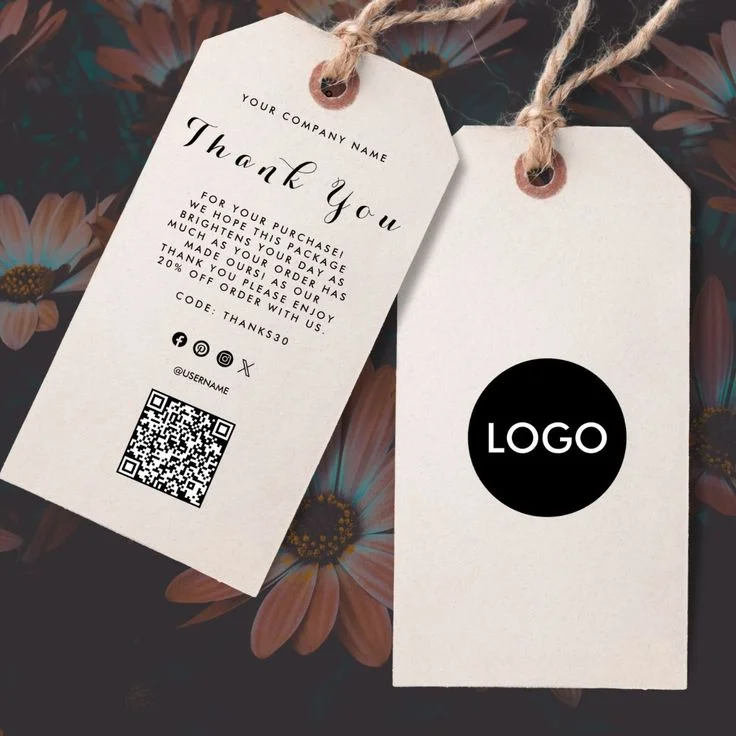 YOUR COMPANY NAME
Thank You
FOR YOUR PURCHASE!
WE HOPE THIS PACKAGE
BRIGHTENS YOUR DAY AS
MUCH AS YOUR ORDER HAS
MADE OURS! AS OUR
THANK YOU PLEASE ENJOY
20% OFF ORDER WITH US.
CODE: THANKS30
@USERNAME
LOGO